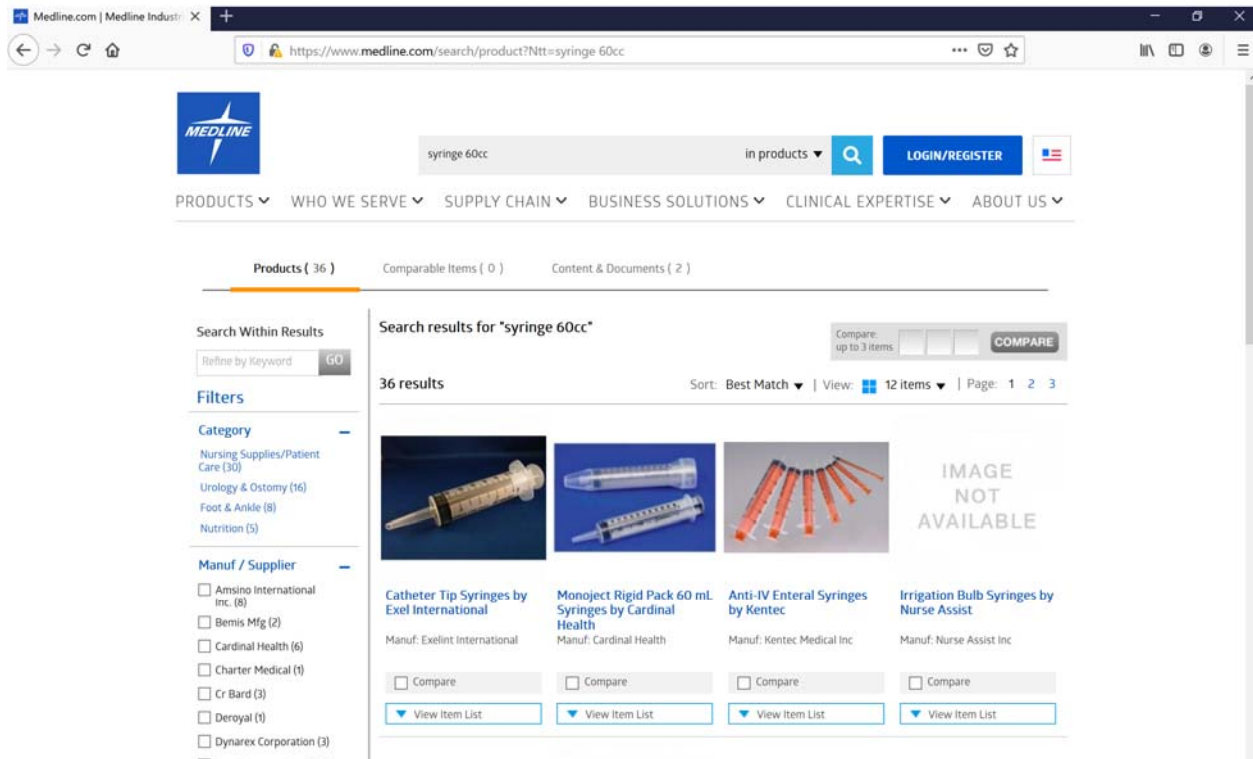 Medline.com | Medline Industri
https://www.medline.com/search/product?Ntt=syringe 60cc
MEDLINE
syringe 60cc
in products
LOGIN/REGISTER
PRODUCTS WHO WE SERVE SUPPLY CHAIN BUSINESS SOLUTIONS CLINICAL EXPERTISE ABOUT US
Products ( 36 ) Comparable Items ( 0 ) Content & Documents ( 2 )
Search Within Results
Refine by Keyword GO
Filters
Category
Nursing Supplies/Patient
Care (30)
Urology & Ostomy (16)
Foot & Ankle (8)
Nutrition (5)
Manuf / Supplier
Amsino International
Inc. (8)
Bemis Mfg (2)
Cardinal Health (6)
Charter Medical (1)
Cr Bard (3)
Deroyal (1)
Dynarex Corporation (3)
Search results for "syringe 60cc"
Compare
up to 3 items
COMPARE
36 results
Sort: Best Match | View: 12 items | Page: 1 2 3
Catheter Tip Syringes by
Exel International
Manuf: Exelint International
Compare
View Item List
Monoject Rigid Pack 60 mL
Syringes by Cardinal
Health
Manuf: Cardinal Health
Compare
View Item List
Anti-IV Enteral Syringes
by Kentec
Manuf: Kentec Medical Inc
Compare
View Item List
IMAGE
NOT
AVAILABLE
Irrigation Bulb Syringes by
Nurse Assist
Manuf: Nurse Assist Inc
Compare
View Item List